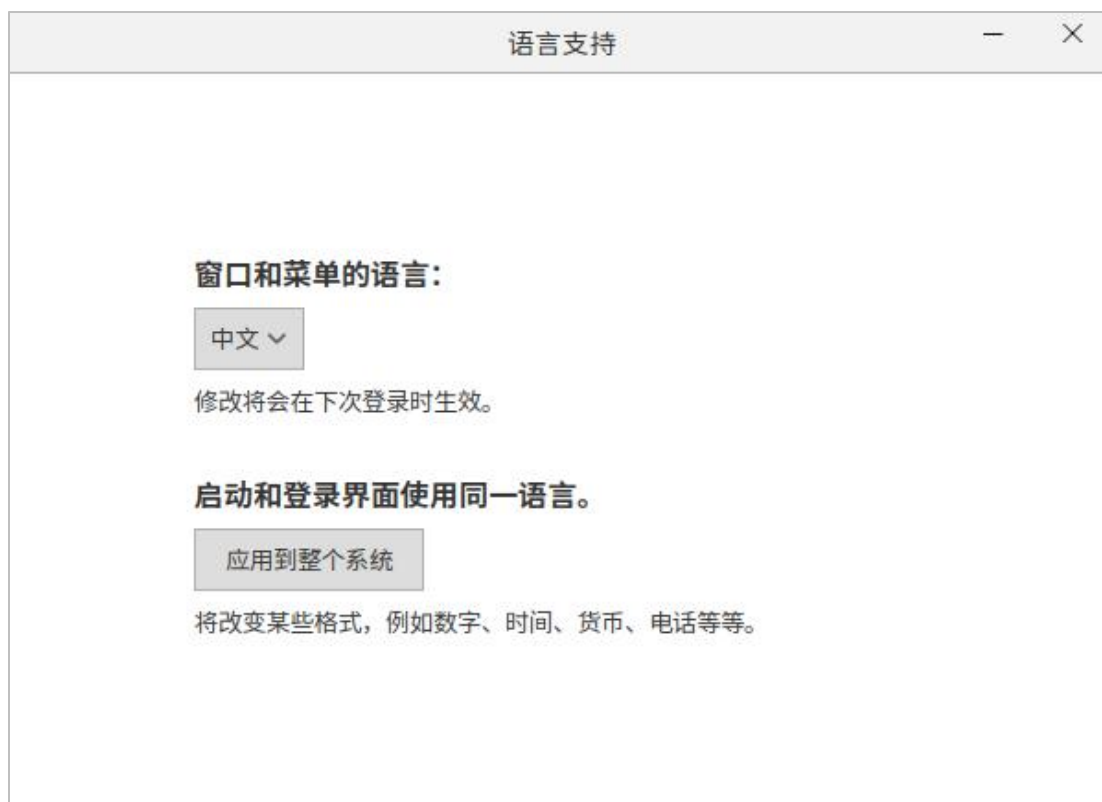 语言支持
窗口和菜单的语言：
中文
修改将会在下次登录时生效。
启动和登录界面使用同一语言。
应用到整个系统
将改变某些格式，例如数字、时间、货币、电话等等。